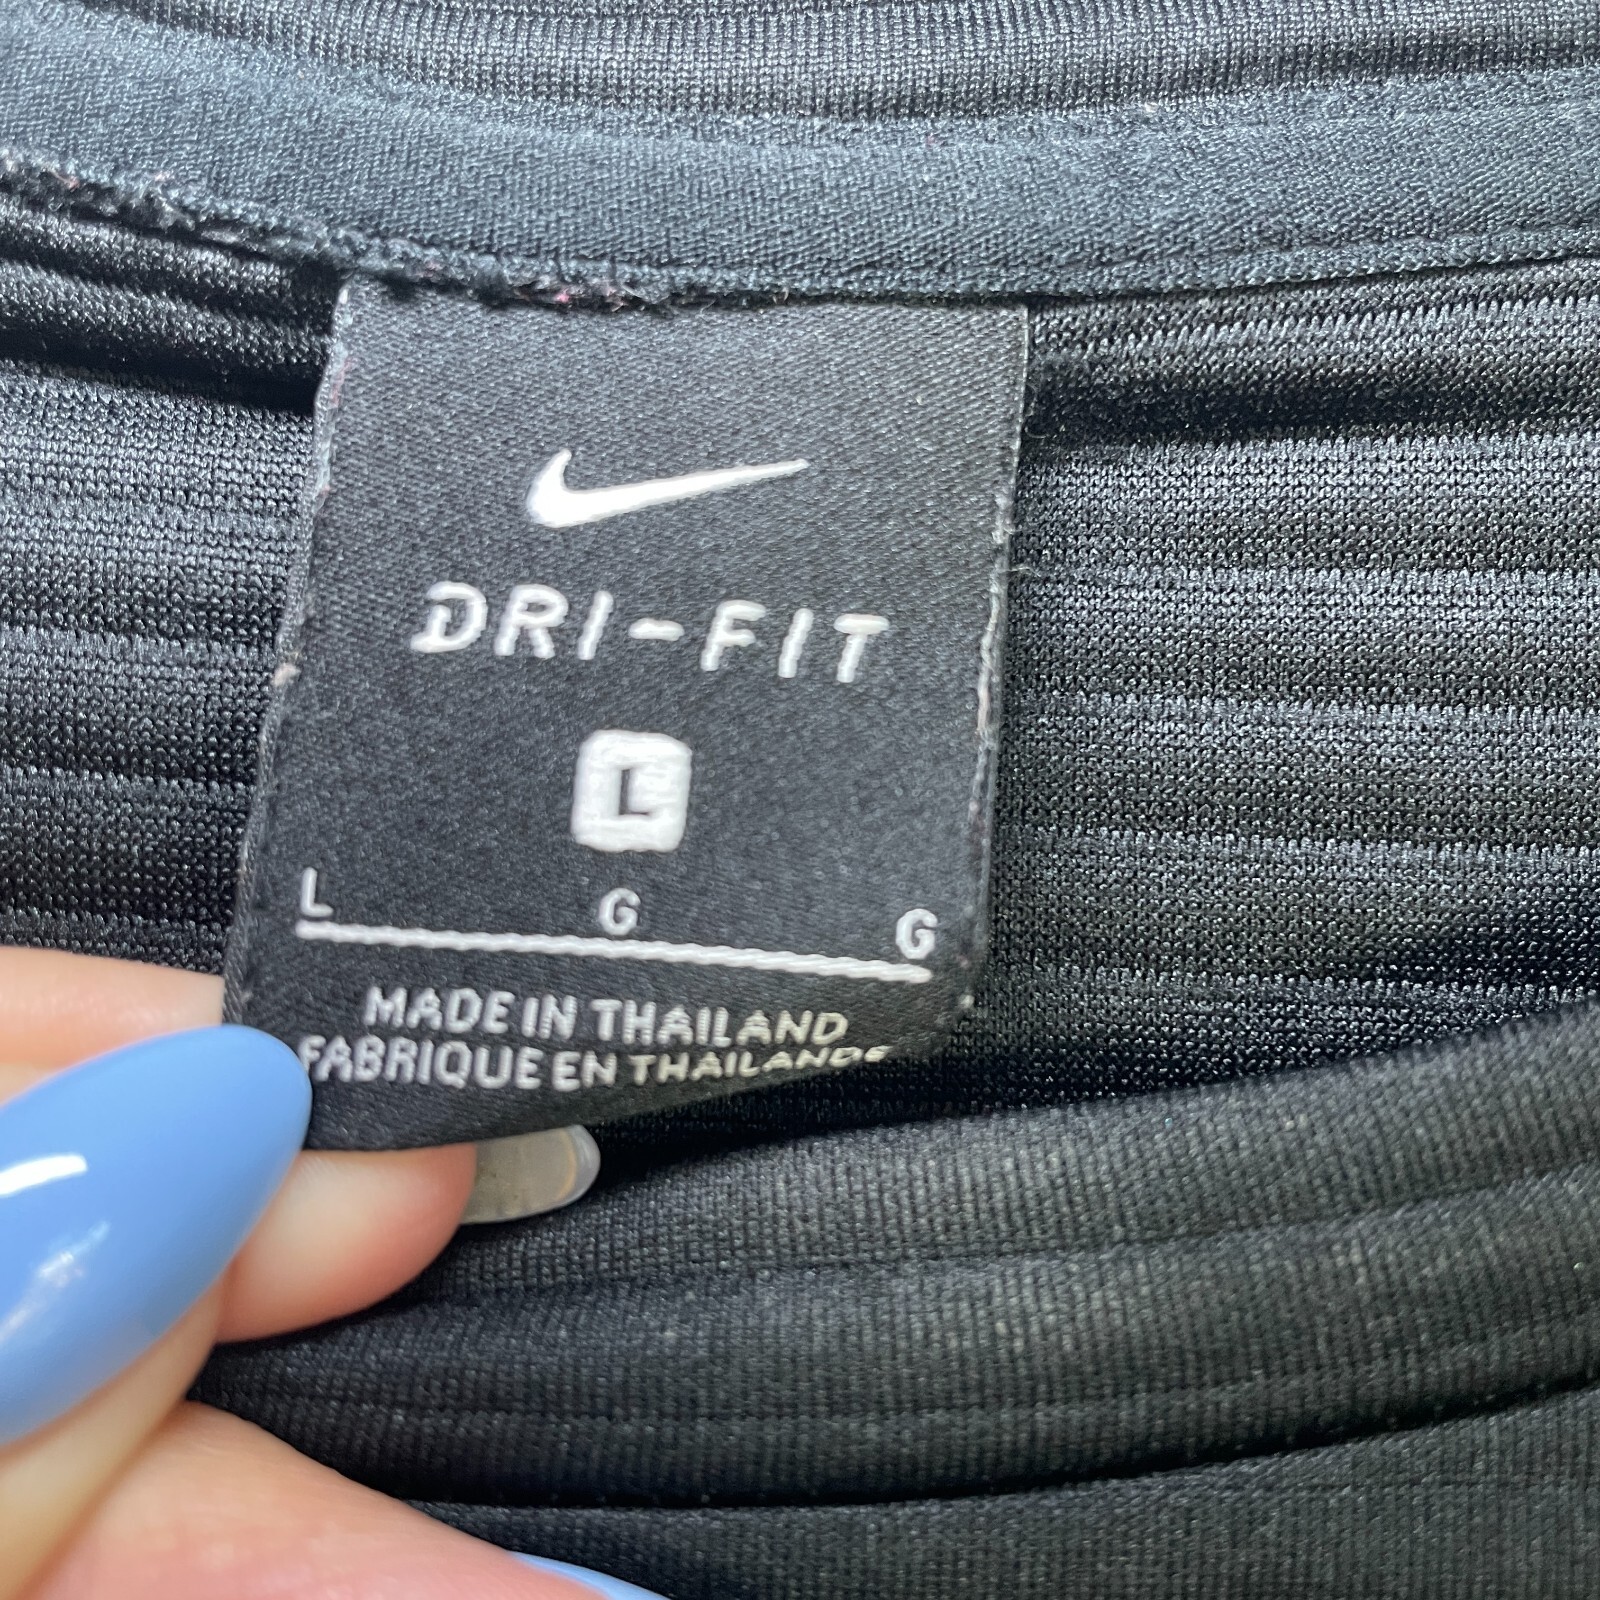 DRI-FIT
L
L G G
MADE IN THAILAND
FABRIQUE EN THAILANDE